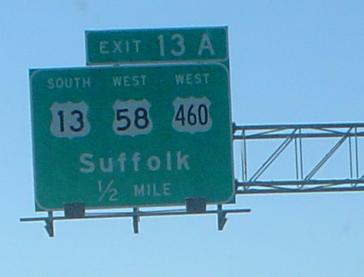 EXIT 13 A
SOUTH WEST WEST
13 58 460
Suffolk
½ MILE